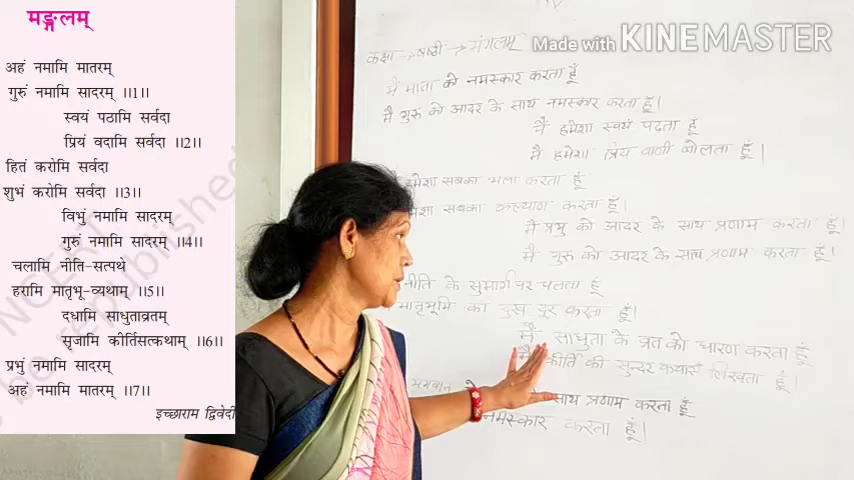 मङ्गलम्
अहं नमामि मातरम्
गुरुं नमामि सादरम् ।।1।।
स्वयं पठामि सर्वदा
प्रियं वदामि सर्वदा ।।2।।
हितं करोमि सर्वदा
शुभं करोमि सर्वदा ।।3।।
विभुं नमामि सादरम्
गुरुं नमामि सादरम् ।।4।।
चलामि नीति-सत्पथे
हरामि मातृभू-व्यथाम् ।।5।।
दधामि साधुताव्रतम्
सृजामि कीर्तिसत्कथाम् ।।6।।
प्रभुं नमामि सादरम्
अहं नमामि मातरम् ।।7।।
इच्छाराम द्विवेदी
Made with KINEMASTER
कक्षा → षष्ठी → मंगलम्
मैं माता को नमस्कार करता हूँ
मैं गुरु को आदर के साथ नमस्कार करता हूँ।
मैं हमेशा स्वयं पढ़ता हूँ
मैं हमेशा प्रिय वाणी बोलता हूँ।
हमेशा सबका भला करता हूँ
सबका कल्याण करता हूँ।
मैं प्रभु को आदर के साथ प्रणाम करता हूँ।
मैं गुरु को आदर के साथ प्रणाम करता हूँ।
नीति के सुमार्ग पर चलता हूँ
मातृभूमि का दुख दूर करता हूँ।
मैं साधुता के व्रत को धारण करता हूँ
मैं कीर्ति की सुन्दर कथाएँ लिखता हूँ।
भगवान साथ प्रणाम करता हूँ
नमस्कार करता हूँ।